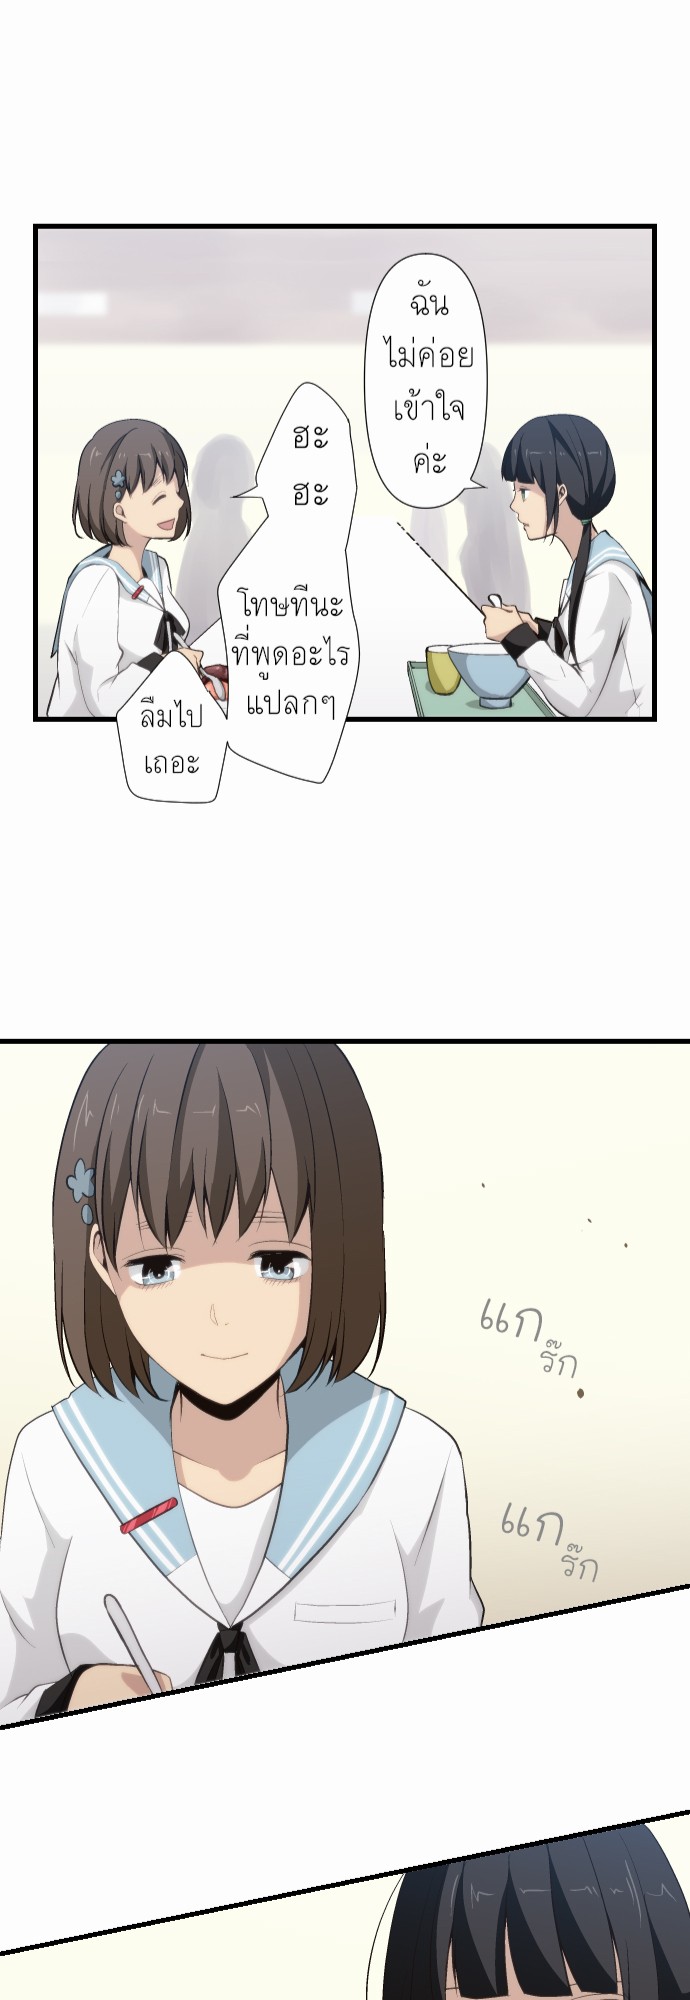 ฉัน
ไม่ค่อย
เข้าใจ
ค่ะ
ฮะ
ฮะ
โทษทีนะ
ที่พูดอะไร
แปลกๆ
ลืมไป
เถอะ
แก
ริ๊ก
แก
ริ๊ก